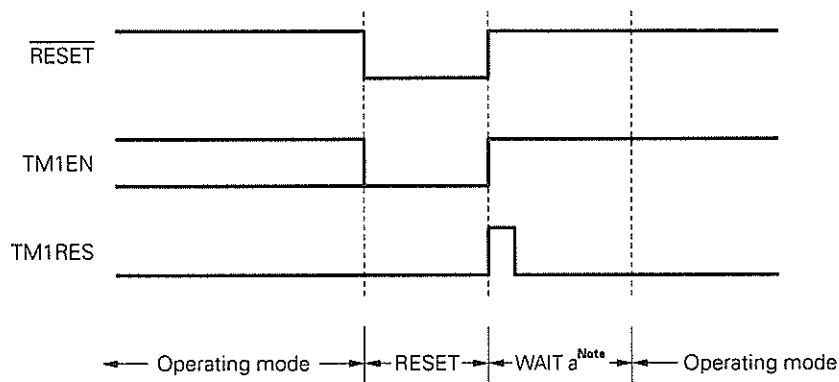 RESET
TM1EN
TM1RES
Operating mode RESET WAIT a Note Operating mode